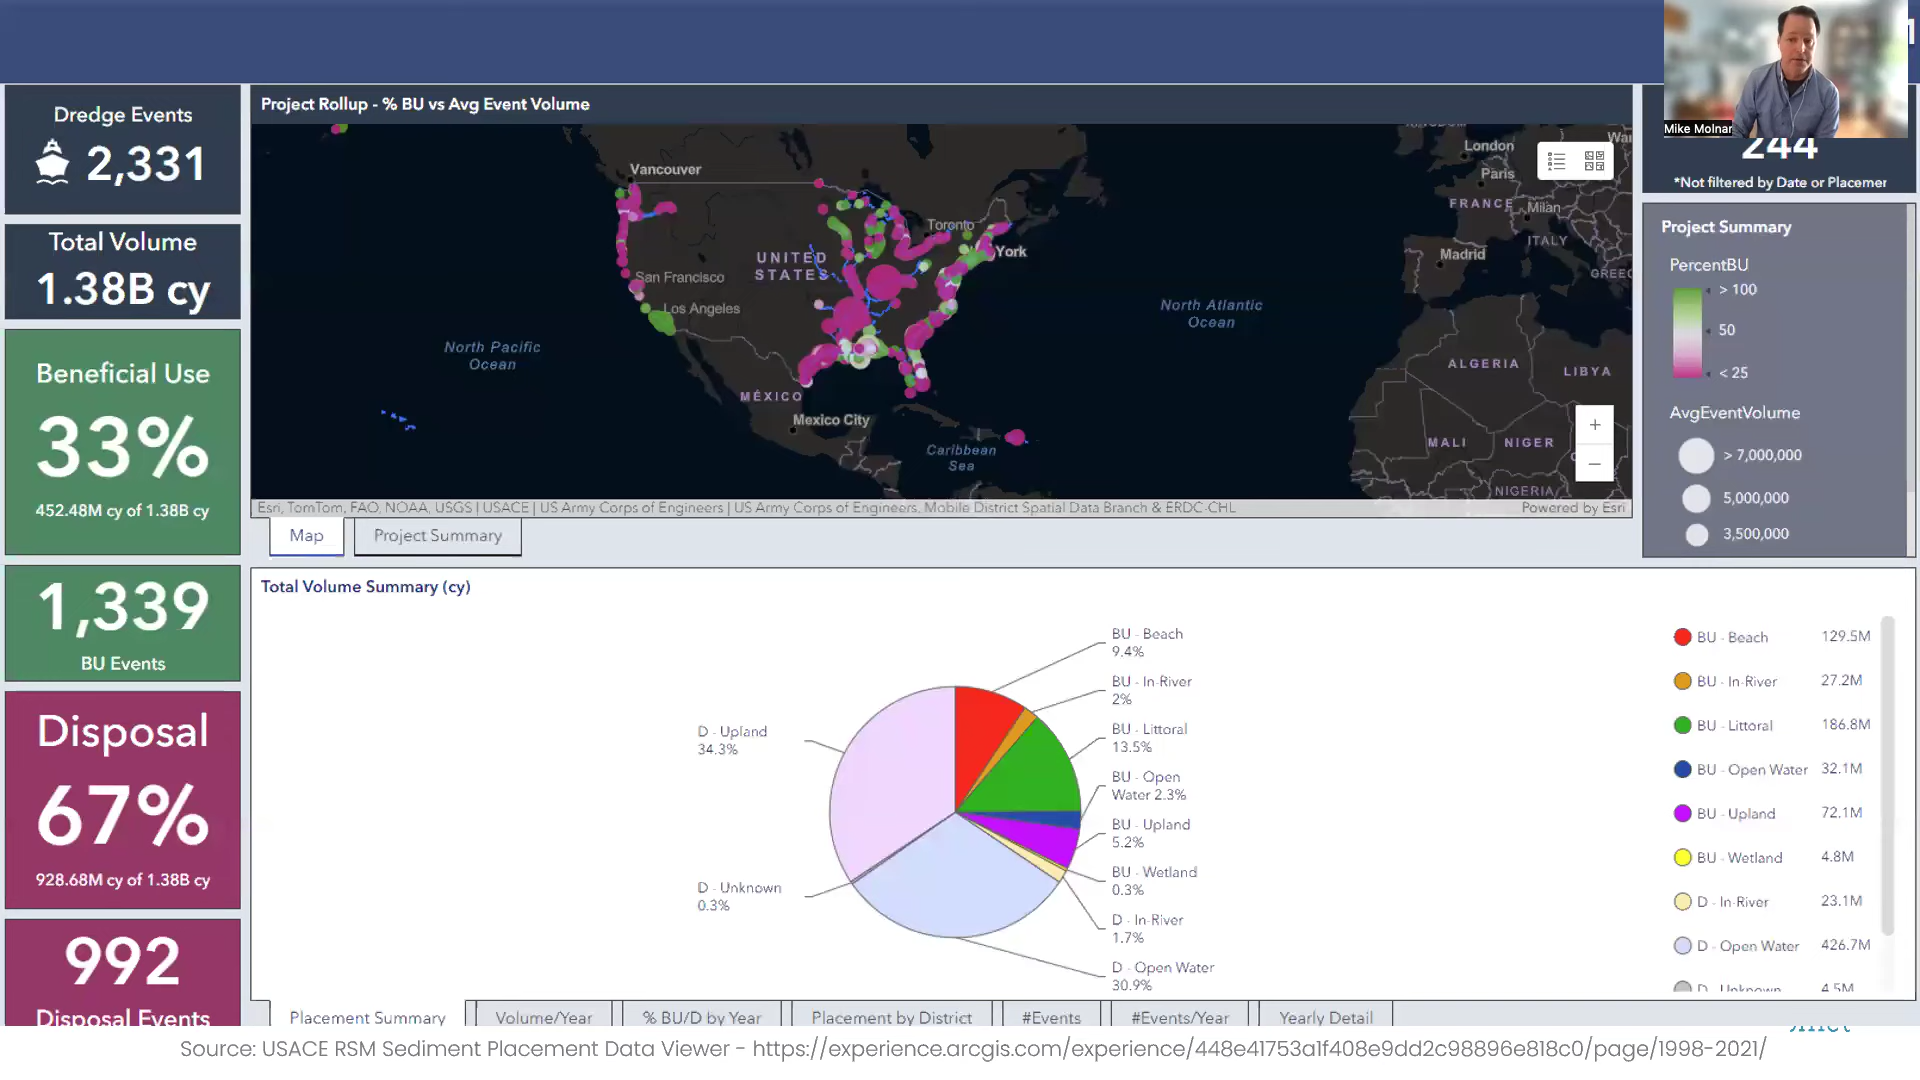 Dredge Events
2,331
Total Volume
1.38B cy
Beneficial Use
33%
452.48M cy of 1.38B cy
1,339
BU Events
Disposal
67%
928.68M cy of 1.38B cy
992
Disposal Events
Project Rollup - % BU vs Avg Event Volume
Vancouver
Toronto
York
UNITED
STATES
San Francisco
Los Angeles
North Pacific
Ocean
MÉXICO
Mexico City
Caribbean
Sea
North Atlantic
Ocean
London
Paris
FRANCE
Milan
ITALY
Madrid
GREEC
ALGERIA
LIBYA
MALI
NIGER
NIGERIA
+
−
Esri, TomTom, FAO, NOAA, USGS | USACE | US Army Corps of Engineers | US Army Corps of Engineers, Mobile District Spatial Data Branch & ERDC-CHL
Powered by Esri
Map
Project Summary
Mike Molnar
244
*Not filtered by Date or Placemer
Project Summary
PercentBU
> 100
50
< 25
AvgEventVolume
> 7,000,000
5,000,000
3,500,000
Total Volume Summary (cy)
BU - Beach
9.4%
BU - In-River
2%
BU - Littoral
13.5%
BU - Open
Water 2.3%
BU - Upland
5.2%
BU - Wetland
0.3%
D - In-River
1.7%
D - Open Water
30.9%
D - Upland
34.3%
D - Unknown
0.3%
BU - Beach 129.5M
BU - In-River 27.2M
BU - Littoral 186.8M
BU - Open Water 32.1M
BU - Upland 72.1M
BU - Wetland 4.8M
D - In-River 23.1M
D - Open Water 426.7M
D - Unknown 4.5M
Placement Summary
Volume/Year
% BU/D by Year
Placement by District
#Events
#Events/Year
Yearly Detail
Source: USACE RSM Sediment Placement Data Viewer - https://experience.arcgis.com/experience/448e41753a1f408e9dd2c98896e818c0/page/1998-2021/